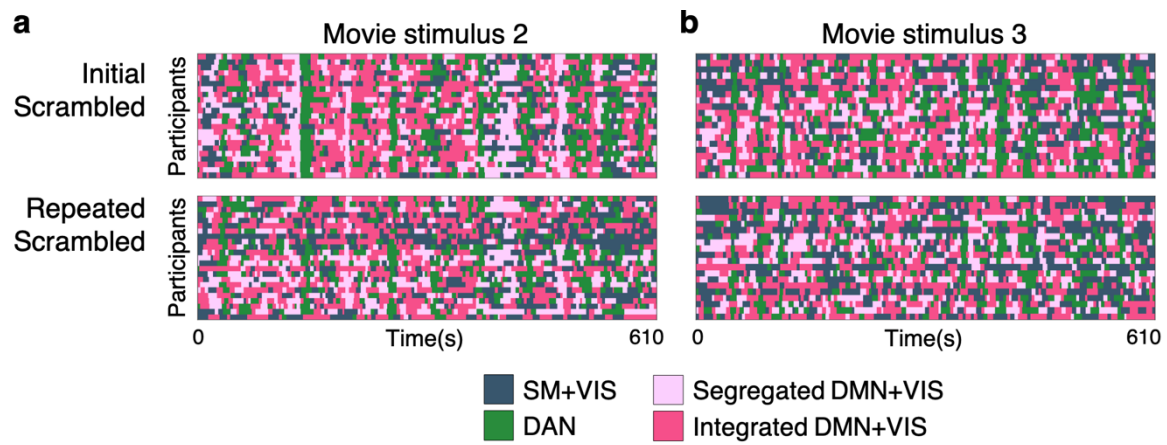 a
Movie stimulus 2
b
Movie stimulus 3
Initial
Scrambled
Participants
Repeated
Scrambled
Participants
0
Time(s)
610
0
Time(s)
610
SM+VIS
Segregated DMN+VIS
DAN
Integrated DMN+VIS